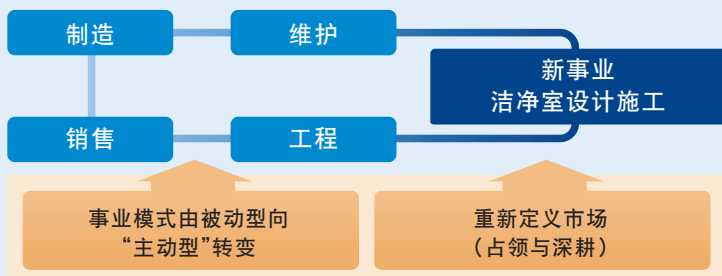 制造
维护
新事业
洁净室设计施工
销售
工程
事业模式由被动型向
“主动型”转变
重新定义市场
（占领与深耕）